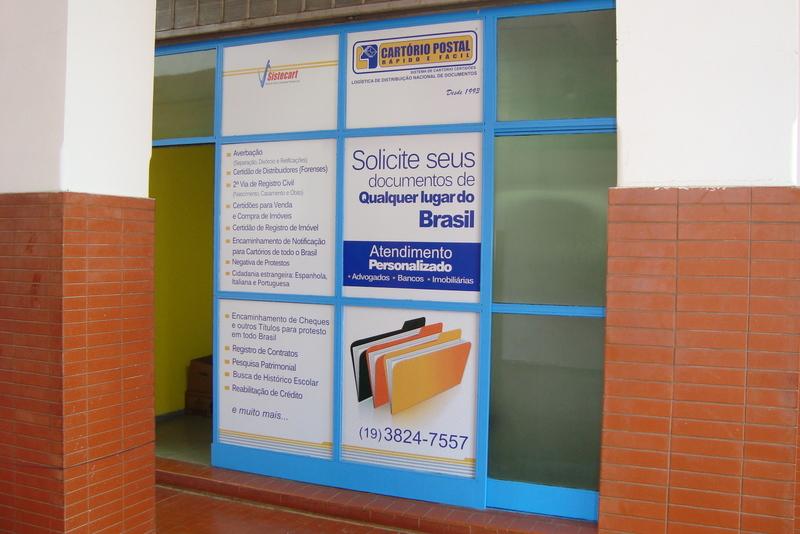 Sistecart
CARTÓRIO POSTAL
RÁPIDO E FÁCIL
SISTEMA DE CARTÓRIO CERTIDÕES
LOGÍSTICA DE DISTRIBUIÇÃO NACIONAL DE DOCUMENTOS
Desde 1993
Averbação
(Separação, Divórcio e Retificações)
Certidão de Distribuidores (Forenses)
2ª Via de Registro Civil
(Nascimento, Casamento e Óbito)
Certidões para Venda
e Compra de Imóveis
Certidão de Registro de Imóvel
Encaminhamento de Notificação
para Cartórios de todo o Brasil
Negativa de Protestos
Cidadania estrangeira: Espanhola,
Italiana e Portuguesa
Solicite seus
documentos de
Qualquer lugar do
Brasil
Atendimento
Personalizado
• Advogados • Bancos • Imobiliárias
Encaminhamento de Cheques
e outros Títulos para protesto
em todo Brasil
Registro de Contratos
Pesquisa Patrimonial
Busca de Histórico Escolar
Reabilitação de Crédito
e muito mais...
(19) 3824-7557